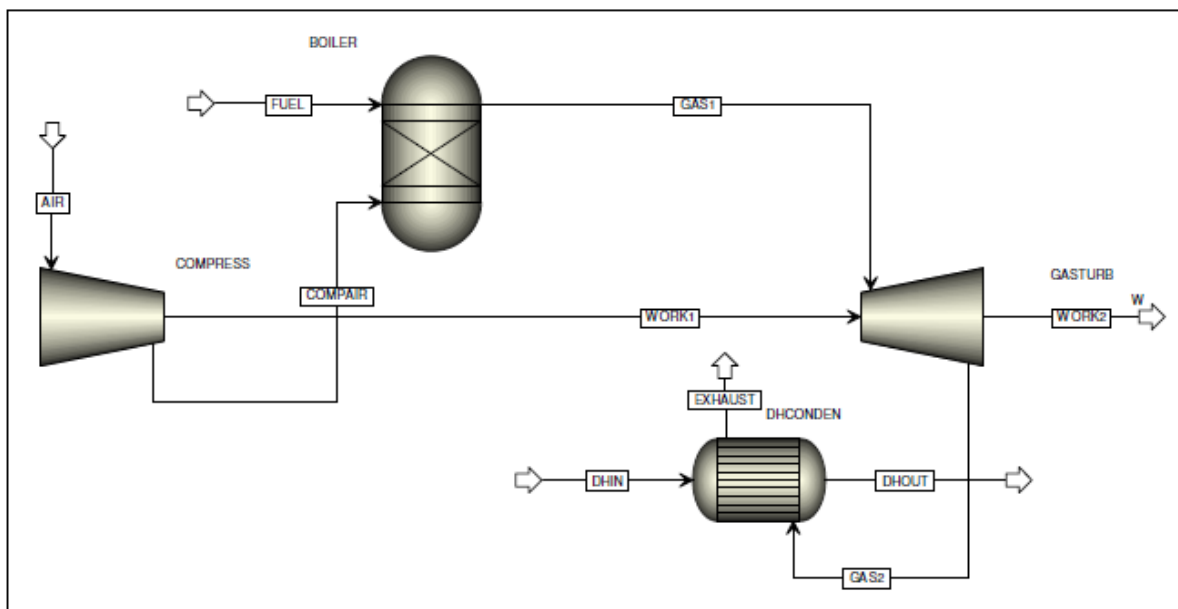 BOILER
FUEL
GAS1
AIR
COMPRESS
GASTURB
COMPAIR
WORK1
W
WORK2
EXHAUST
DHCONDEN
DHIN
DHOUT
GAS2